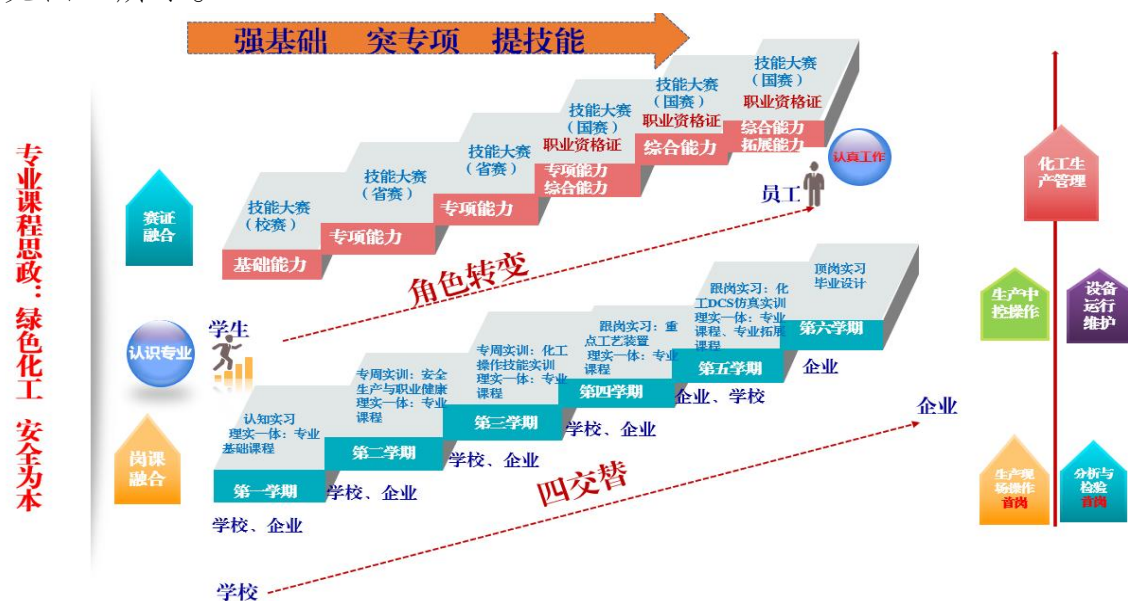 强基础 突专项 提技能
专业课程思政：绿色化工 安全为本
赛证
融合
技能大赛
（校赛）
基础能力
技能大赛
（省赛）
专项能力
技能大赛
（省赛）
专项能力
技能大赛
（国赛）
职业资格证
专项能力
综合能力
技能大赛
（国赛）
职业资格证
综合能力
技能大赛
（国赛）
职业资格证
综合能力
拓展能力
认真工作
员工
角色转变
学生
认识专业
岗课
融合
认知实习
理实一体：专业
基础课程
第一学期
学校、企业
专周实训：安全
生产与职业健康
理实一体：专业
课程
第二学期
学校、企业
专周实训：化工
操作技能实训
理实一体：专业
课程
第三学期
学校、企业
跟岗实习：重
点工艺装置
理实一体：专业
课程
第四学期
学校、企业
跟岗实习：化
工DCS仿真实训
理实一体：专业
课程、专业拓展
课程
第五学期
企业、学校
顶岗实习
毕业设计
第六学期
企业
学校
四交替
企业
化工生
产管理
生产中
控操作
设备
运行
维护
生产现
场操作
首岗
分析与
检验
首岗